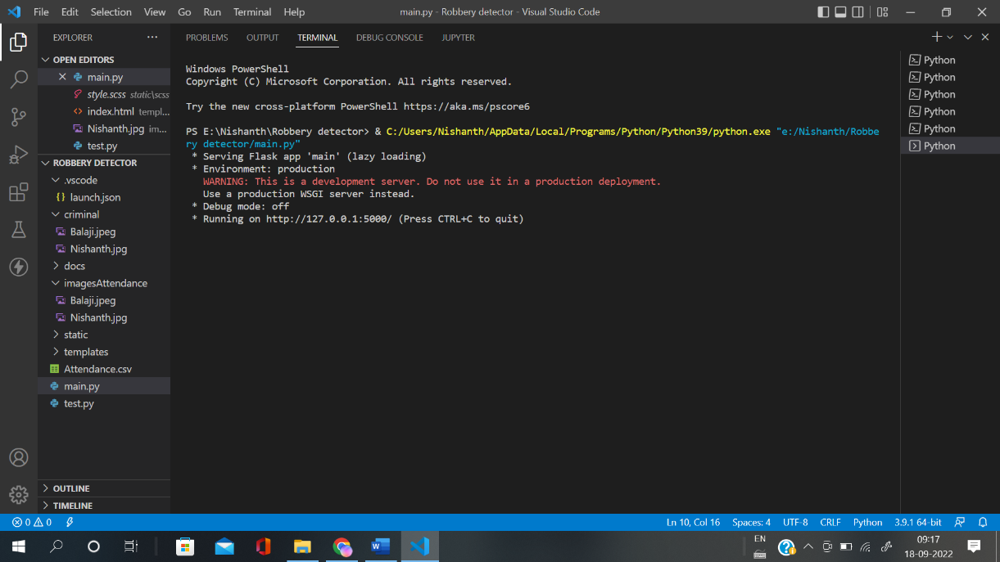 File Edit Selection View Go Run Terminal Help
main.py - Robbery detector - Visual Studio Code
EXPLORER
OPEN EDITORS
main.py
style.scss static\scss
index.html templ...
Nishanth.jpg im...
test.py
ROBBERY DETECTOR
.vscode
launch.json
criminal
Balaji.jpeg
Nishanth.jpg
docs
imagesAttendance
Balaji.jpeg
Nishanth.jpg
static
templates
Attendance.csv
main.py
test.py
OUTLINE
TIMELINE
PROBLEMS OUTPUT TERMINAL DEBUG CONSOLE JUPYTER
Windows PowerShell
Copyright (C) Microsoft Corporation. All rights reserved.
Try the new cross-platform PowerShell https://aka.ms/pscore6
PS E:\Nishanth\Robbery detector> & C:/Users/Nishanth/AppData/Local/Programs/Python/Python39/python.exe "e:/Nishanth/Robbe
ry detector/main.py"
* Serving Flask app 'main' (lazy loading)
* Environment: production
WARNING: This is a development server. Do not use it in a production deployment.
Use a production WSGI server instead.
* Debug mode: off
* Running on http://127.0.0.1:5000/ (Press CTRL+C to quit)
Python
Python
Python
Python
Python
Python
0 0
Ln 10, Col 16 Spaces: 4 UTF-8 CRLF Python 3.9.1 64-bit
EN
09:17
18-09-2022